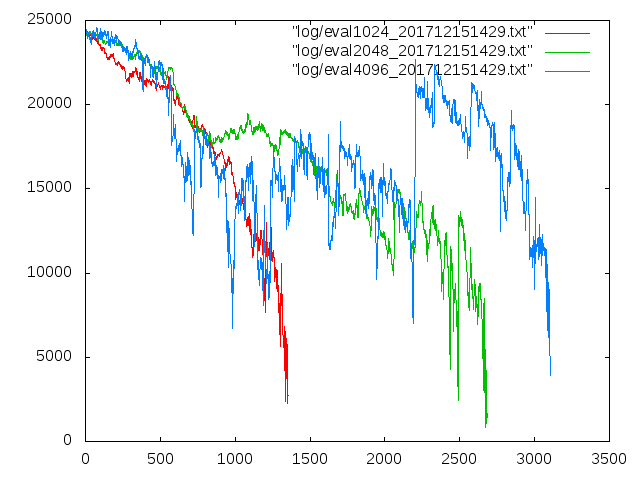 25000
20000
15000
10000
5000
0
"log/eval1024_201712151429.txt"
"log/eval2048_201712151429.txt"
"log/eval4096_201712151429.txt"
0 500 1000 1500 2000 2500 3000 3500